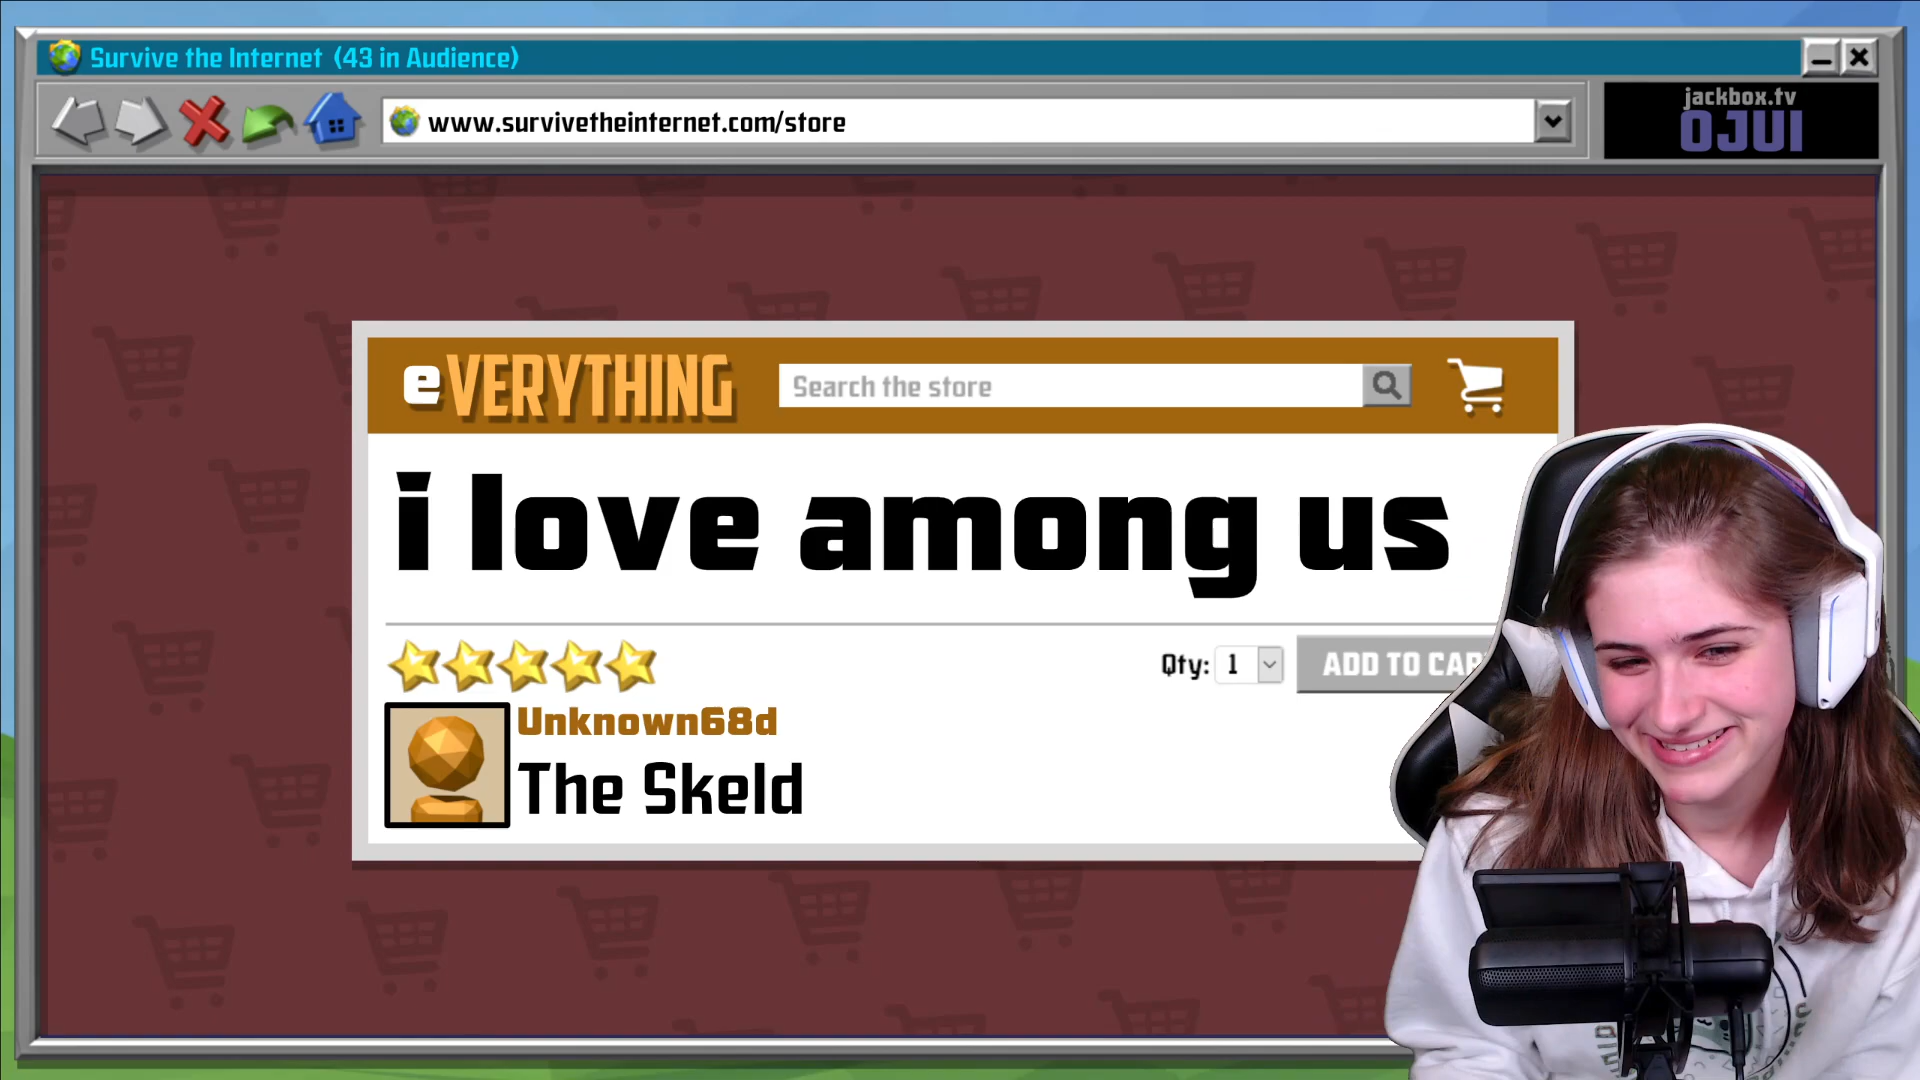 Survive the Internet (43 in Audience)
www.survivetheinternet.com/store
jackbox.tv
OJUI
eVERYTHING
Search the store
i love among us
Qty: 1
ADD TO CAR
Unknown68d
The Skeld